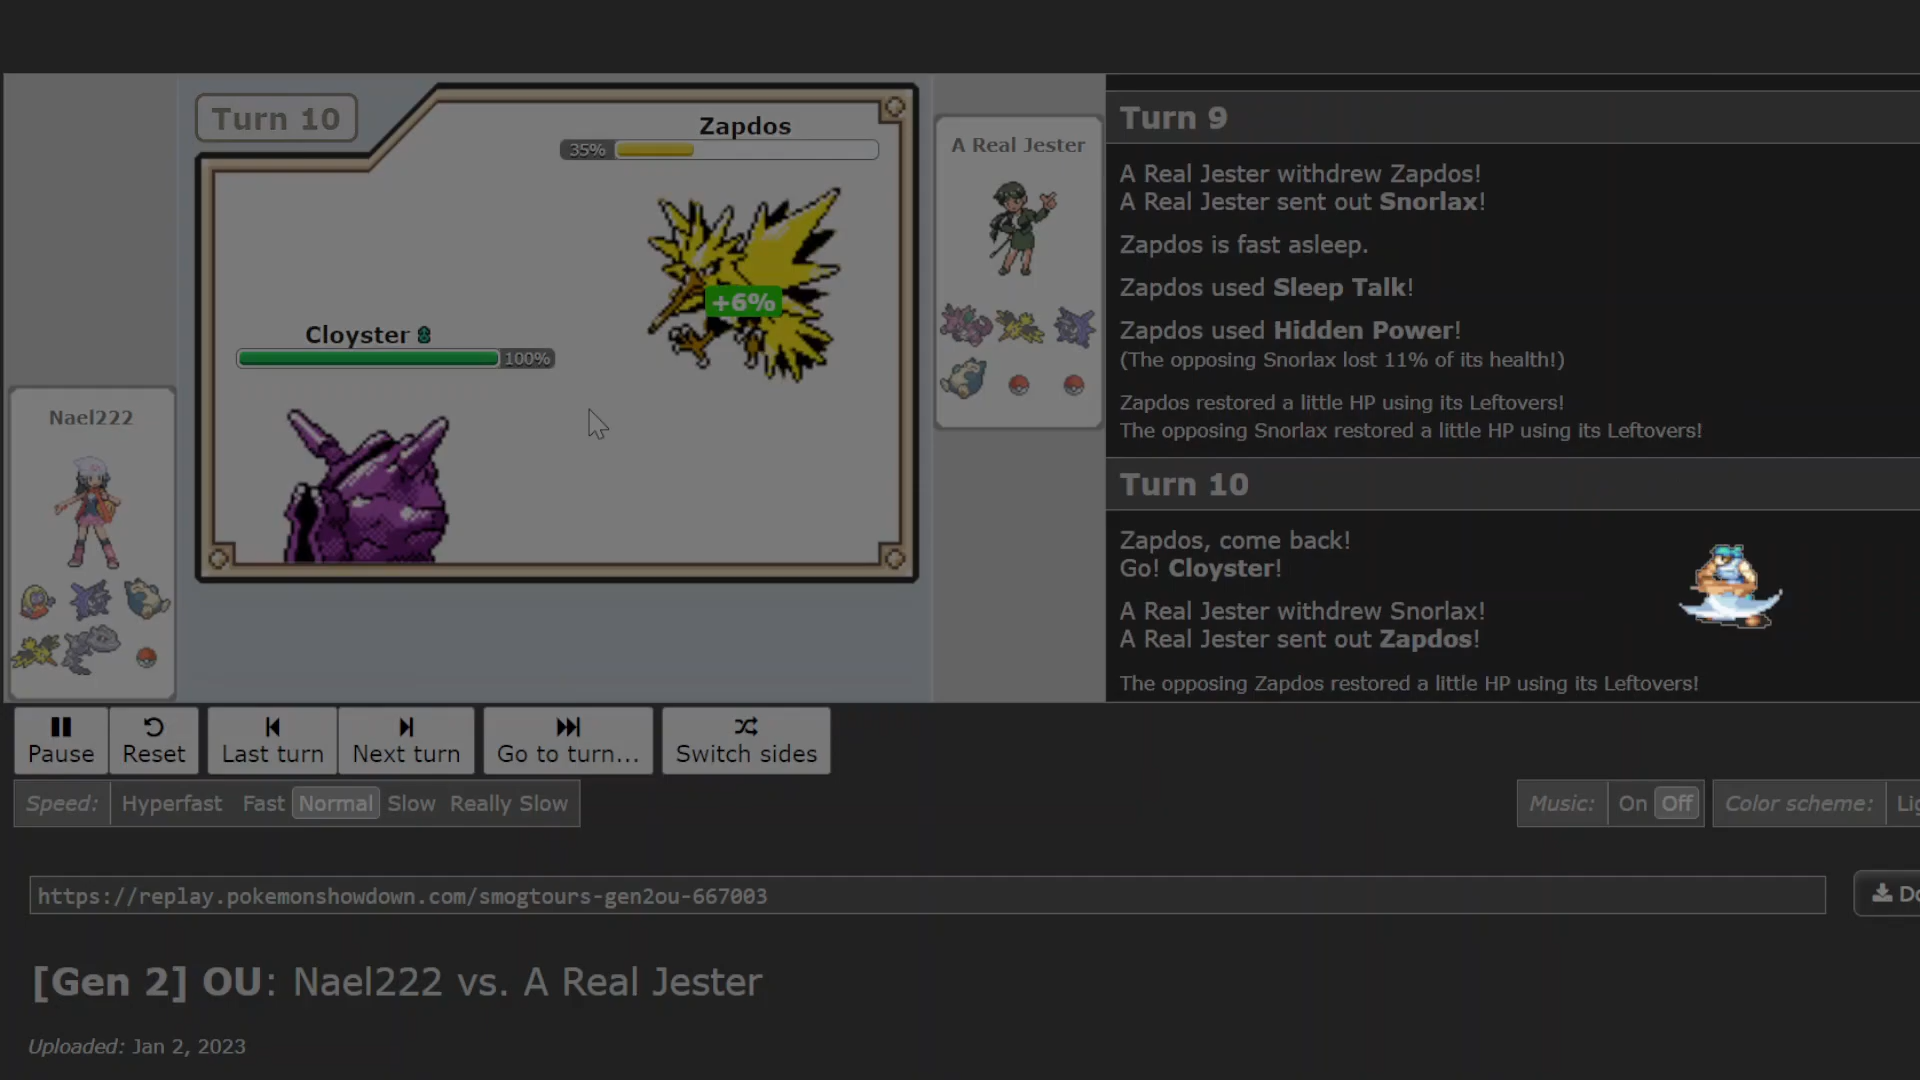 Turn 10
Zapdos
35%
+6%
Cloyster
100%
Nael222
A Real Jester
Turn 9
A Real Jester withdrew Zapdos!
A Real Jester sent out Snorlax!
Zapdos is fast asleep.
Zapdos used Sleep Talk!
Zapdos used Hidden Power!
(The opposing Snorlax lost 11% of its health!)
Zapdos restored a little HP using its Leftovers!
The opposing Snorlax restored a little HP using its Leftovers!
Turn 10
Zapdos, come back!
Go! Cloyster!
A Real Jester withdrew Snorlax!
A Real Jester sent out Zapdos!
The opposing Zapdos restored a little HP using its Leftovers!
Pause Reset Last turn Next turn Go to turn... Switch sides
Speed: Hyperfast Fast Normal Slow Really Slow
Music: On Off Color scheme: Lig
https://replay.pokemonshowdown.com/smogtours-gen2ou-667003
Do
[Gen 2] OU: Nael222 vs. A Real Jester
Uploaded: Jan 2, 2023